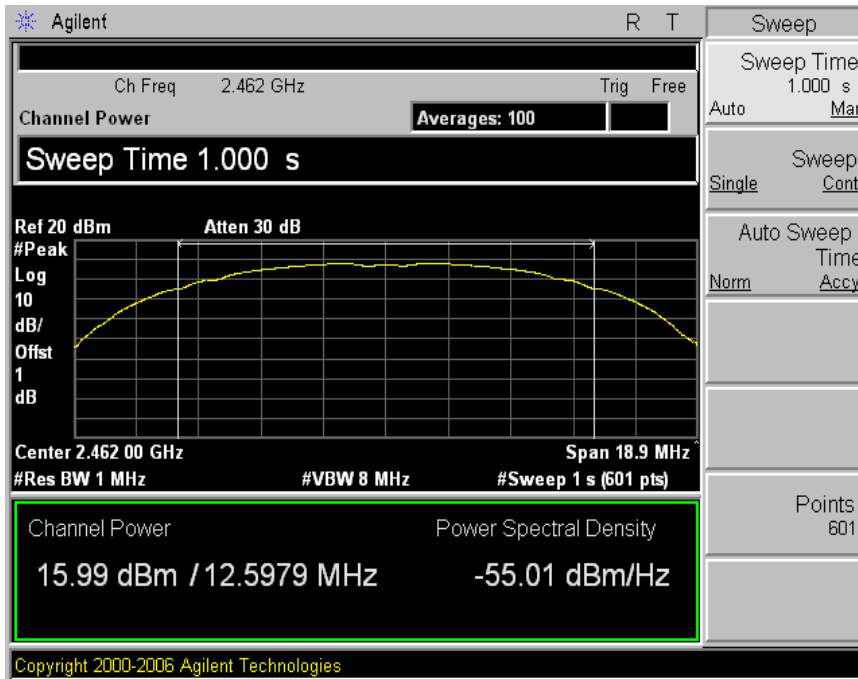 Agilent R T
Ch Freq 2.462 GHz Trig Free
Channel Power Averages: 100
Sweep Time 1.000 s
Ref 20 dBm Atten 30 dB
#Peak
Log
10
dB/
Offst
1
dB
Center 2.462 00 GHz Span 18.9 MHz^
#Res BW 1 MHz #VBW 8 MHz #Sweep 1 s (601 pts)
Channel Power Power Spectral Density
15.99 dBm / 12.5979 MHz -55.01 dBm/Hz
Copyright 2000-2006 Agilent Technologies
Sweep
Sweep Time
1.000 s
Auto Mar
Sweep
Single Cont
Auto Sweep
Time
Norm Accy
Points
601